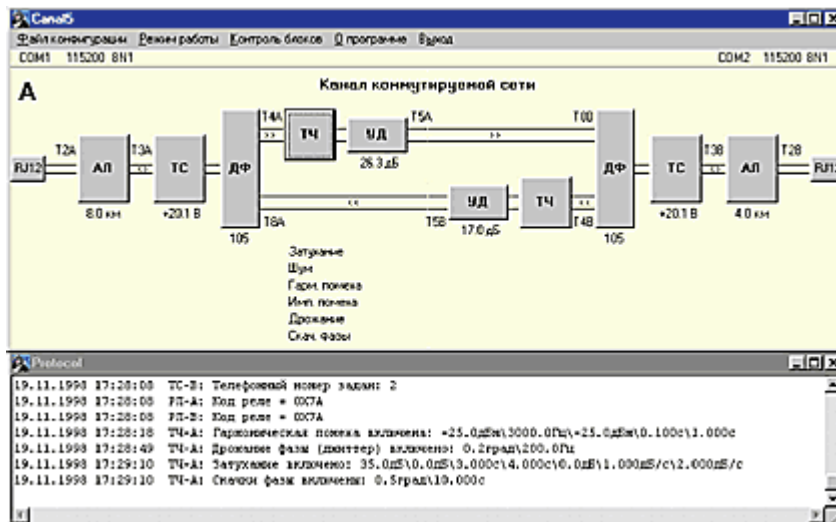 Canal5
Файл конфигурации Режим работы Контроль блоков О программе Выход
COM1 115200 8N1 COM2 115200 8N1
А Канал коммутируемой сети
T4A T5A T0D
ТЧ УД
T2A T3A 26.3 дБ T3B T2B
RJ12 АЛ ТС ДФ ДФ ТС АЛ RJ12
УД ТЧ
8.0 км +20.1 В T6A T5B T4B +20.1 В 4.0 км
105 17.0 дБ 105
Затухание
Шум
Гарм. помеха
Имп. помеха
Дрожание
Скач. фазы
Protocol
19.11.1998 17:28:08 ТС-В: Телефонный номер задан: 2
19.11.1998 17:28:08 РЛ-А: Код реле = 0X7A
19.11.1998 17:28:08 РЛ-В: Код реле = 0X7A
19.11.1998 17:28:18 ТЧ-А: Гармоническая помеха включена: -25.0дБм\3000.0Гц\-25.0дБм\0.100с\1.000с
19.11.1998 17:28:49 ТЧ-А: Дрожание фазы (джиттер) включено: 0.2град\200.0Гц
19.11.1998 17:29:10 ТЧ-А: Затухание включено: 35.0дБ\0.0дБ\3.000с\4.000с\0.0дБ\1.000дБ/с\2.000дБ/с
19.11.1998 17:29:10 ТЧ-А: Скачки фазы включены: 0.5град\10.000с